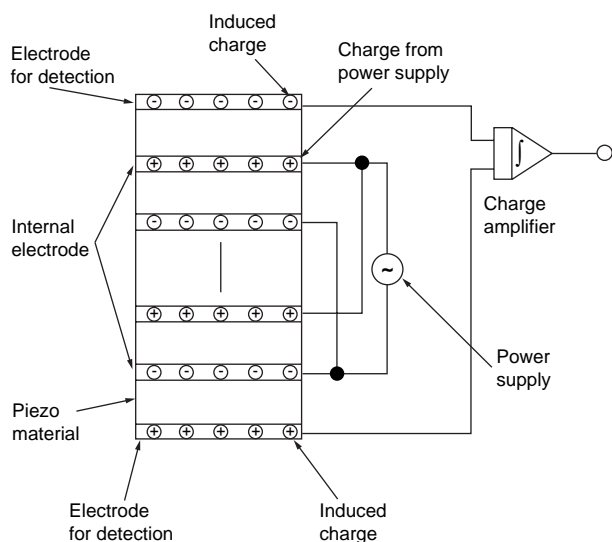 Induced
charge
Electrode
for detection
Charge from
power supply
Internal
electrode
Charge
amplifier
Power
supply
Piezo
material
Electrode
for detection
Induced
charge